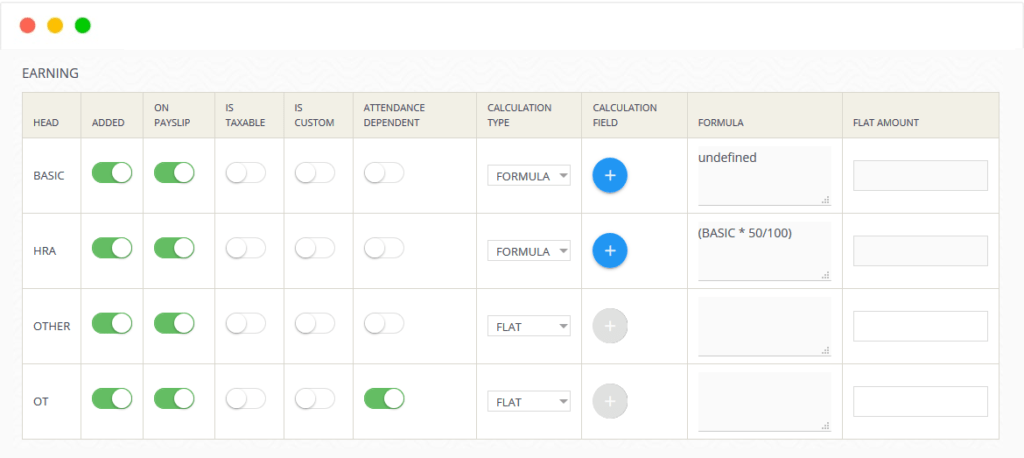 EARNING
HEAD ADDED ON PAYSLIP IS TAXABLE IS CUSTOM ATTENDANCE DEPENDENT CALCULATION TYPE CALCULATION FIELD FORMULA FLAT AMOUNT
BASIC FORMULA + undefined
HRA FORMULA + (BASIC * 50/100)
OTHER FLAT +
OT FLAT +